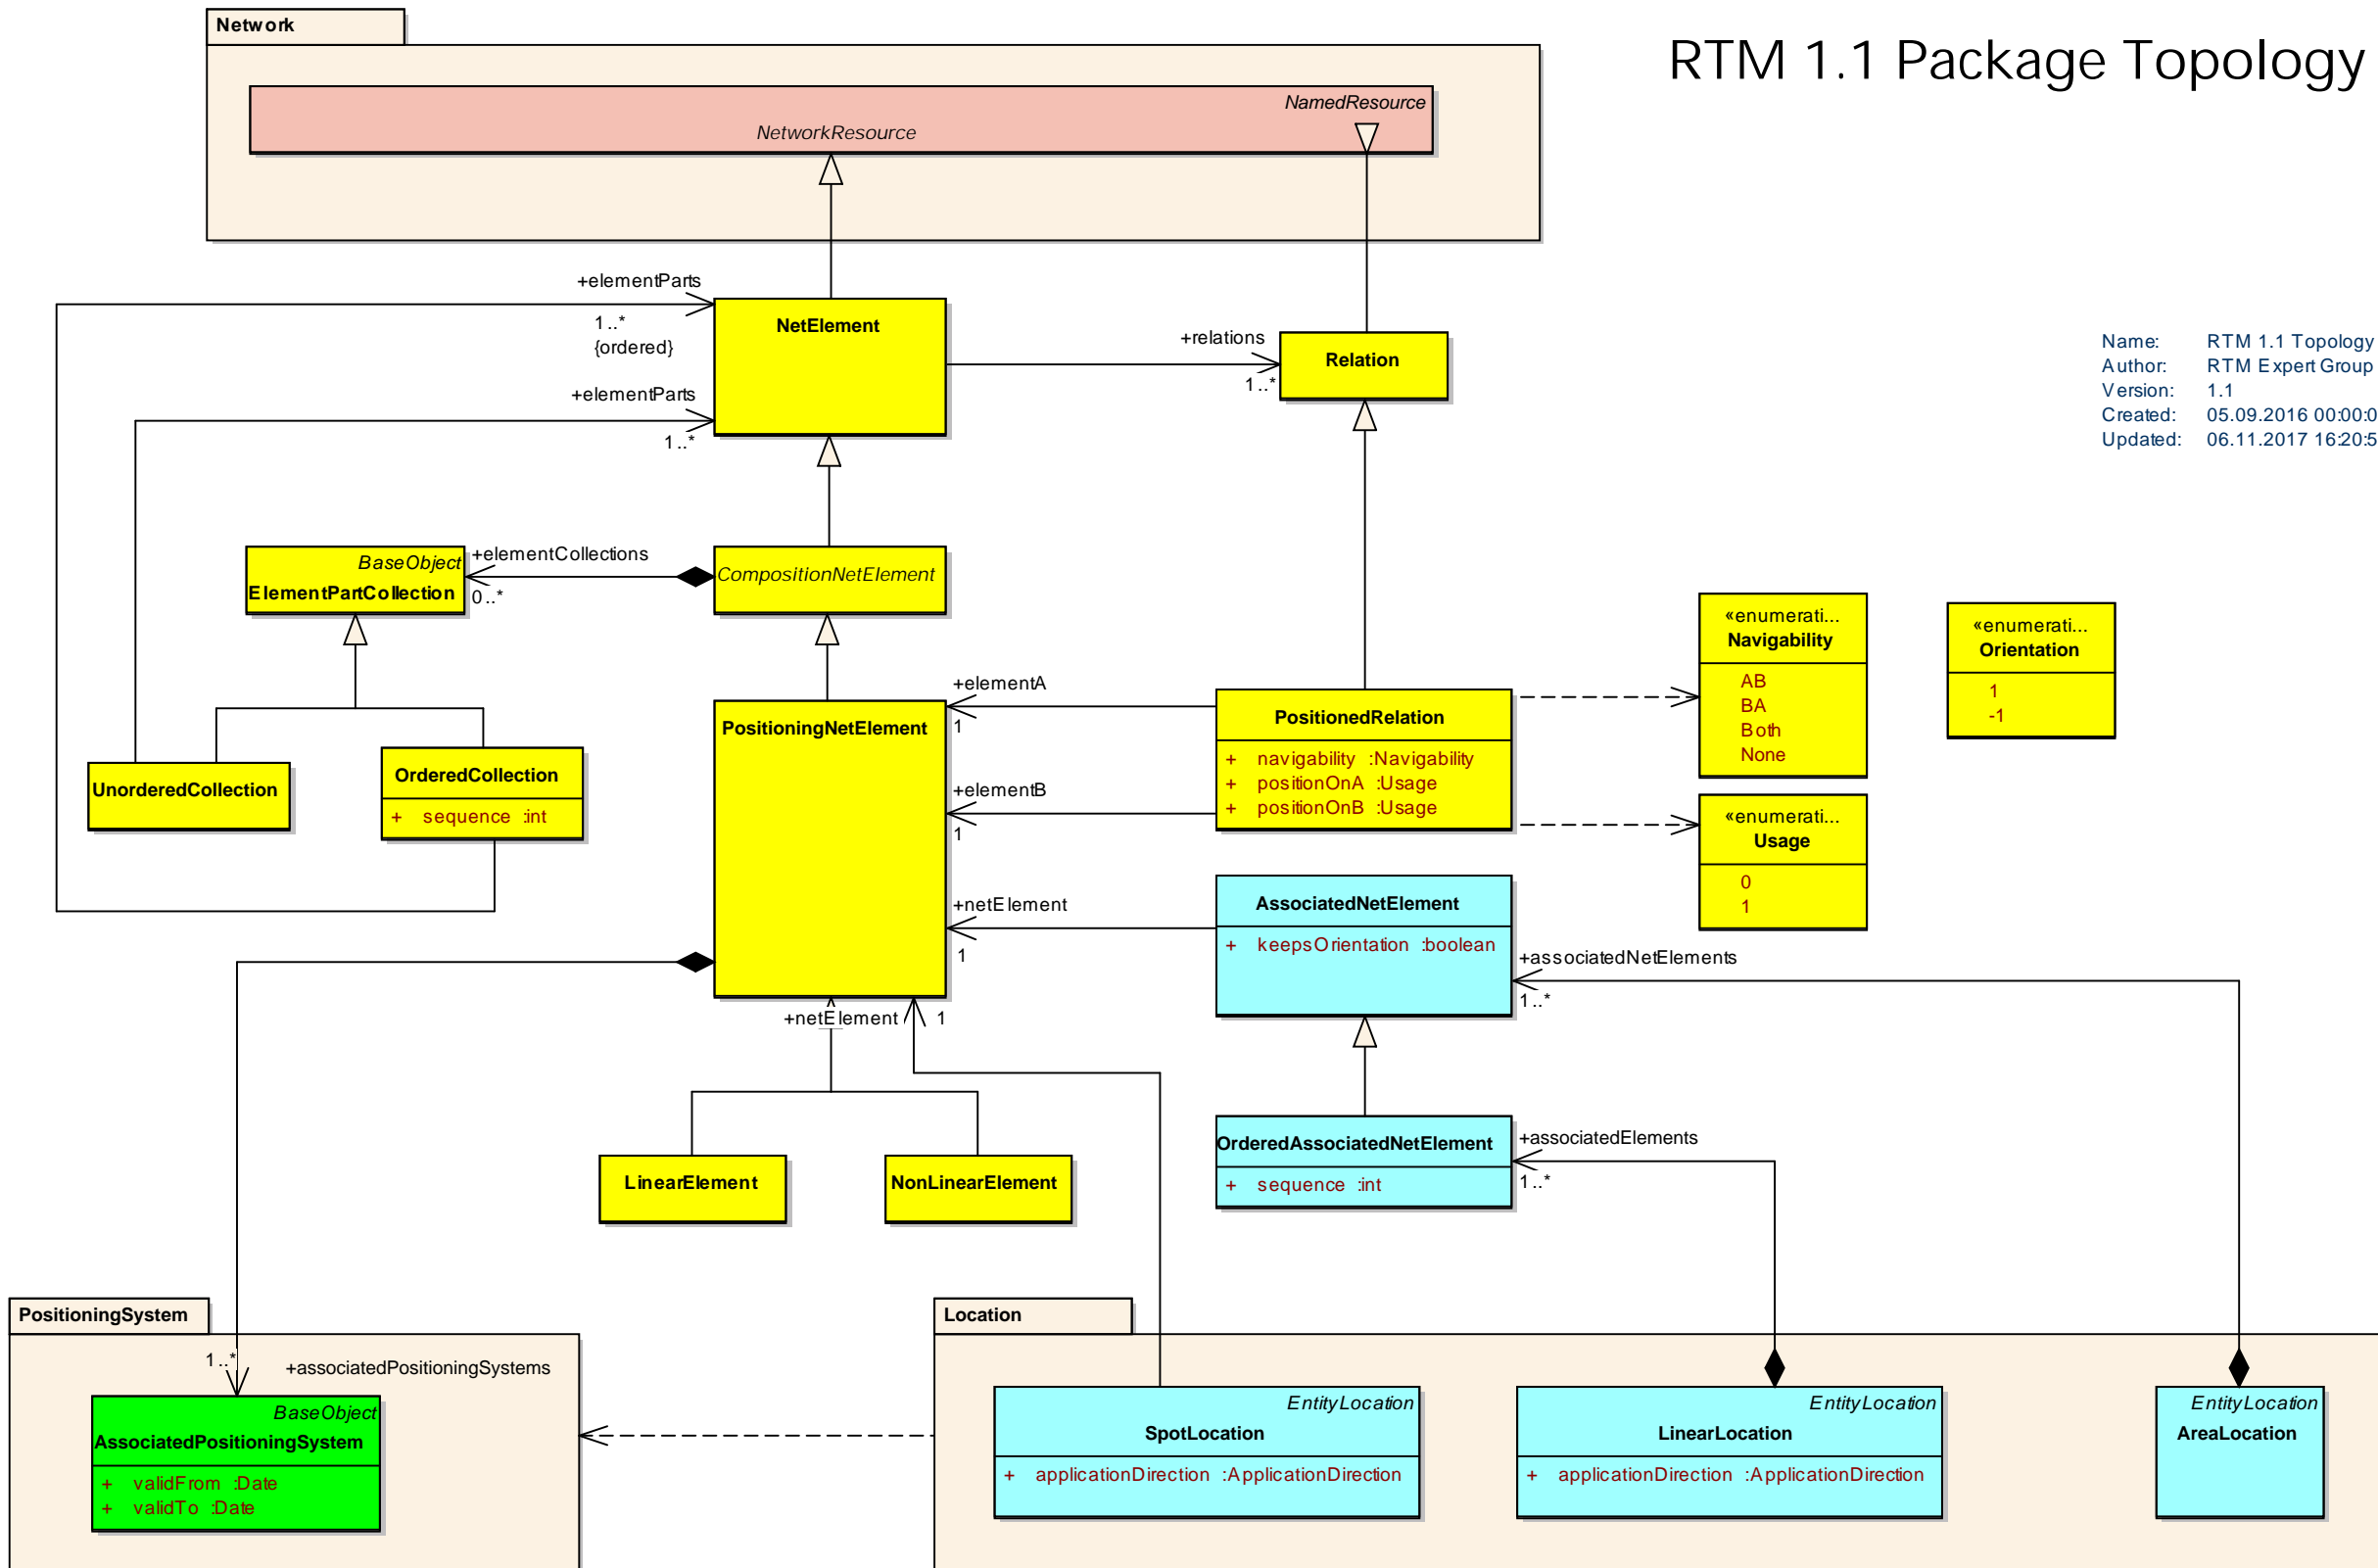 Network
RTM 1.1 Package Topology
NamedResource
NetworkResource
+elementParts
1..*
{ordered}
NetElement
+relations
1..*
Relation
Name: RTM 1.1 Topology
Author: RTM Expert Group
Version: 1.1
Created: 05.09.2016 00:00:0
Updated: 06.11.2017 16:20:5
+elementParts
1..*
BaseObject
ElementPartCollection
+elementCollections
0..*
CompositionNetElement
«enumerati...
Navigability
AB
BA
Both
None
«enumerati...
Orientation
1
-1
+elementA
1
PositioningNetElement
PositionedRelation
+ navigability :Navigability
+ positionOnA :Usage
+ positionOnB :Usage
UnorderedCollection
OrderedCollection
+ sequence :int
+elementB
1
«enumerati...
Usage
0
1
+netElement
1
AssociatedNetElement
+ keepsOrientation :boolean
+associatedNetElements
1..*
+netElement
1
OrderedAssociatedNetElement
+ sequence :int
+associatedElements
1..*
LinearElement
NonLinearElement
PositioningSystem
1..*
+associatedPositioningSystems
BaseObject
AssociatedPositioningSystem
+ validFrom :Date
+ validTo :Date
Location
EntityLocation
SpotLocation
+ applicationDirection :ApplicationDirection
EntityLocation
LinearLocation
+ applicationDirection :ApplicationDirection
EntityLocation
AreaLocation